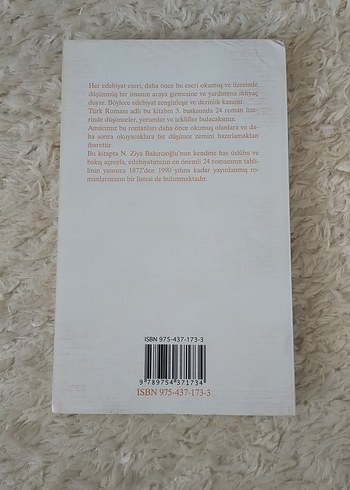 Her edebiyat eseri, daha önce bu eseri okumuş ve üzerinde
düşünmüş bir insanın araya girmesine ve yardımına ihtiyaç
duyar. Böylece edebiyat zenginleşir ve derinlik kazanır.
Türk Romanı adlı bu kitabın 3. baskısında 24 roman üze-
rinde düşünceler, yorumlar ve teklifler bulacaksınız.
Amacımız bu romanları daha önce okumuş olanlara ve da-
ha sonra okuyacaklara bir düşünce zemini hazırlamaktan
ibarettir.
Bu kitapta N. Ziya Bakırcıoğlu'nun kendine has üslûbu ve
bakış açısıyla, edebiyatımızın en önemli 24 romanının tahli-
linin yanısıra 1872'den 1990 yılına kadar yayınlanmış ro-
manlarımızın bir listesi de bulunmaktadır.
ISBN 975-437-173-3
9 789754 371734
ISBN 975-437-173-3